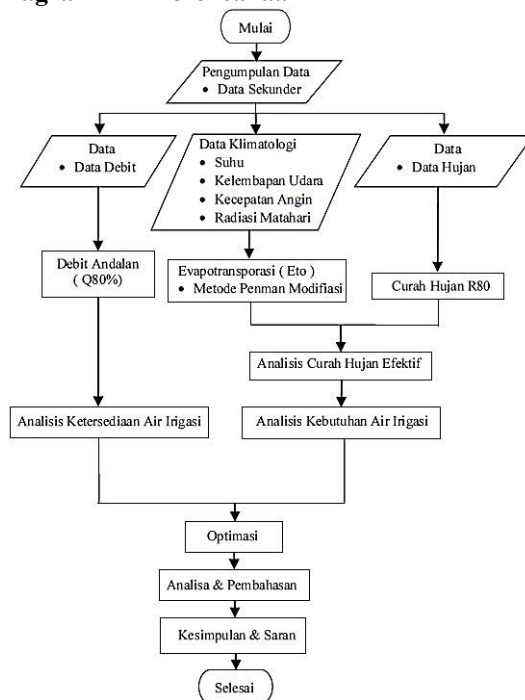 Mulai
Pengumpulan Data
• Data Sekunder
Data
• Data Debit
Data Klimatologi
• Suhu
• Kelembapan Udara
• Kecepatan Angin
• Radiasi Matahari
Data
• Data Hujan
Debit Andalan
( Q80%)
Evapotransporasi ( Eto )
• Metode Penman Modifiasi
Curah Hujan R80
Analisis Curah Hujan Efektif
Analisis Ketersediaan Air Irigasi
Analisis Kebutuhan Air Irigasi
Optimasi
Analisa & Pembahasan
Kesimpulan & Saran
Selesai